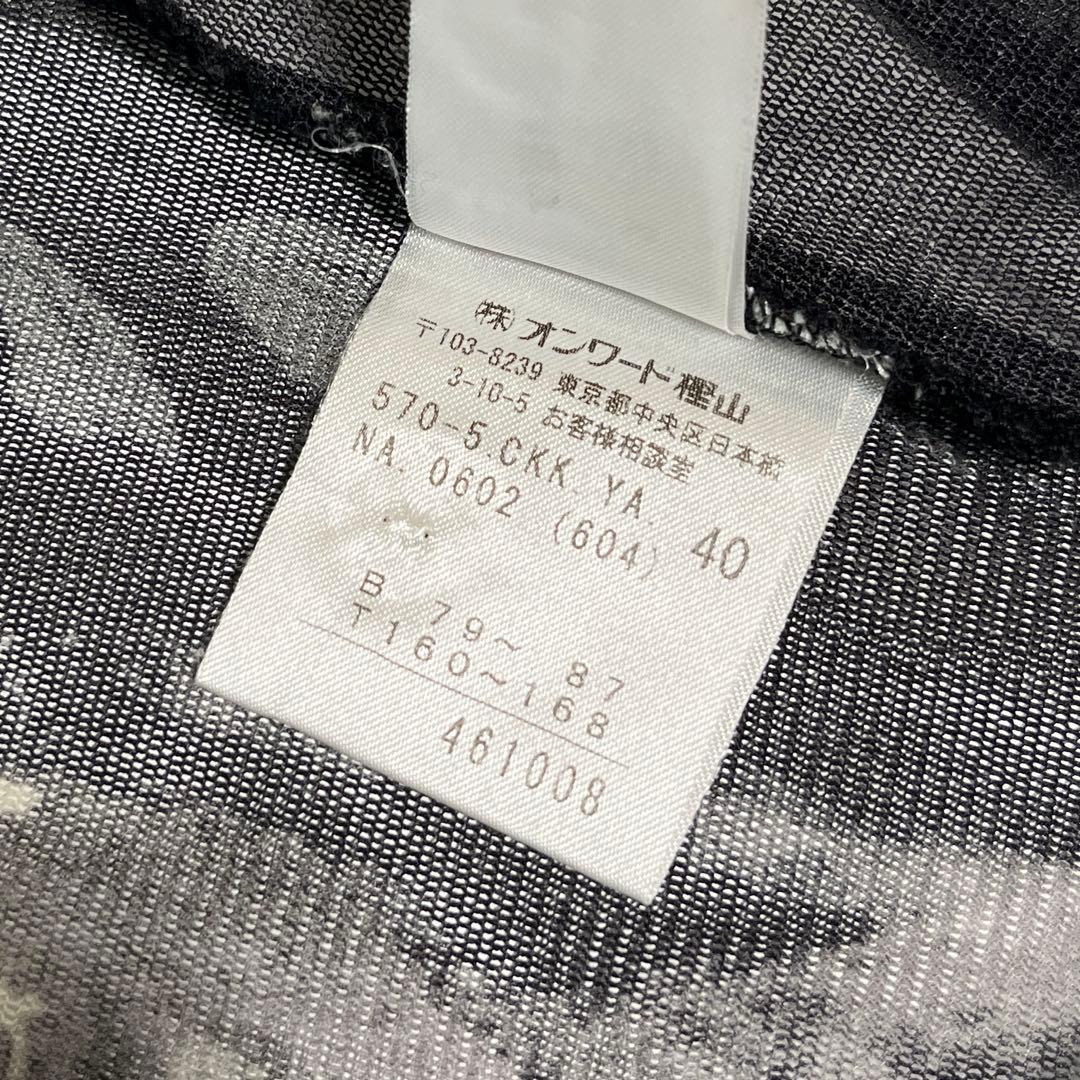 ㈱オンワード樫山
〒103-8239 東京都中央区日本橋
3-10-5 お客様相談室
570-5.CKK.YA. 40
NA. 0602 (604)
B 79～ 87
T160～168
461008